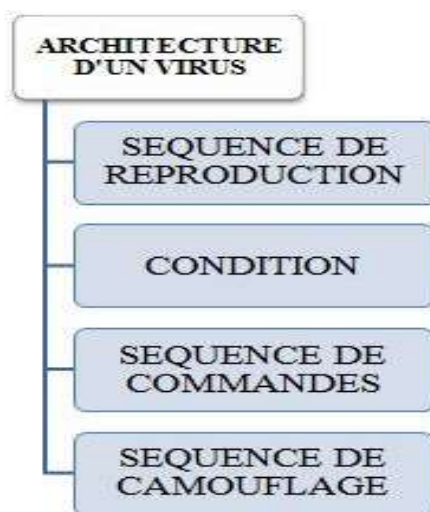 ARCHITECTURE
D'UN VIRUS
SEQUENCE DE
REPRODUCTION
CONDITION
SEQUENCE DE
COMMANDES
SEQUENCE DE
CAMOUFLAGE